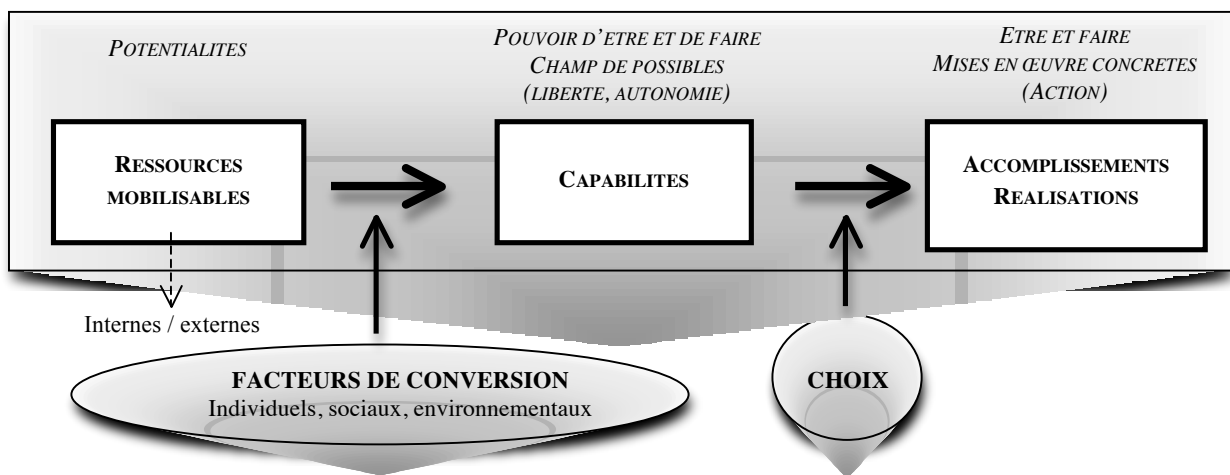 POTENTIALITES
POUVOIR D'ETRE ET DE FAIRE
CHAMP DE POSSIBLES
(LIBERTE, AUTONOMIE)
ETRE ET FAIRE
MISES EN ŒUVRE CONCRETES
(ACTION)
RESSOURCES
MOBILISABLES
CAPABILITES
ACCOMPLISSEMENTS
REALISATIONS
Internes / externes
FACTEURS DE CONVERSION
Individuels, sociaux, environnementaux
CHOIX